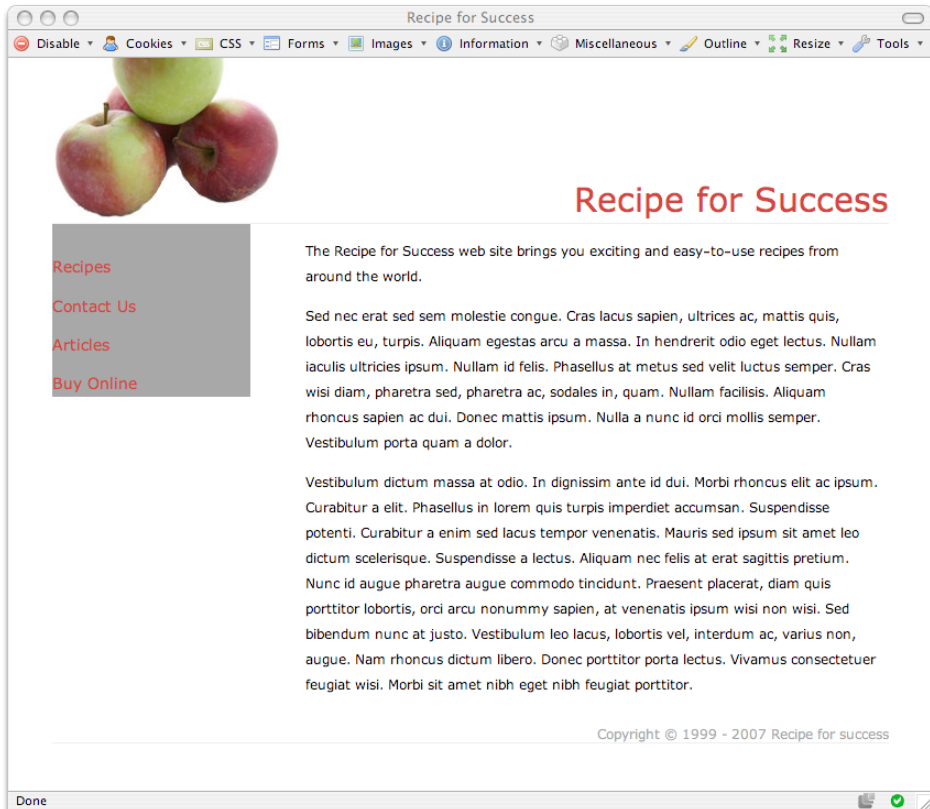 Recipe for Success
Disable Cookies CSS Forms Images Information Miscellaneous Outline Resize Tools
Recipe for Success
Recipes
Contact Us
Articles
Buy Online
The Recipe for Success web site brings you exciting and easy-to-use recipes from
around the world.
Sed nec erat sed sem molestie congue. Cras lacus sapien, ultrices ac, mattis quis,
lobortis eu, turpis. Aliquam egestas arcu a massa. In hendrerit odio eget lectus. Nullam
iaculis ultricies ipsum. Nullam id felis. Phasellus at metus sed velit luctus semper. Cras
wisi diam, pharetra sed, pharetra ac, sodales in, quam. Nullam facilisis. Aliquam
rhoncus sapien ac dui. Donec mattis ipsum. Nulla a nunc id orci mollis semper.
Vestibulum porta quam a dolor.
Vestibulum dictum massa at odio. In dignissim ante id dui. Morbi rhoncus elit ac ipsum.
Curabitur a elit. Phasellus in lorem quis turpis imperdiet accumsan. Suspendisse
potenti. Curabitur a enim sed lacus tempor venenatis. Mauris sed ipsum sit amet leo
dictum scelerisque. Suspendisse a lectus. Aliquam nec felis at erat sagittis pretium.
Nunc id augue pharetra augue commodo tincidunt. Praesent placerat, diam quis
porttitor lobortis, orci arcu nonummy sapien, at venenatis ipsum wisi non wisi. Sed
bibendum nunc at justo. Vestibulum leo lacus, lobortis vel, interdum ac, varius non,
augue. Nam rhoncus dictum libero. Donec porttitor porta lectus. Vivamus consectetuer
feugiat wisi. Morbi sit amet nibh eget nibh feugiat porttitor.
Copyright © 1999 - 2007 Recipe for success
Done